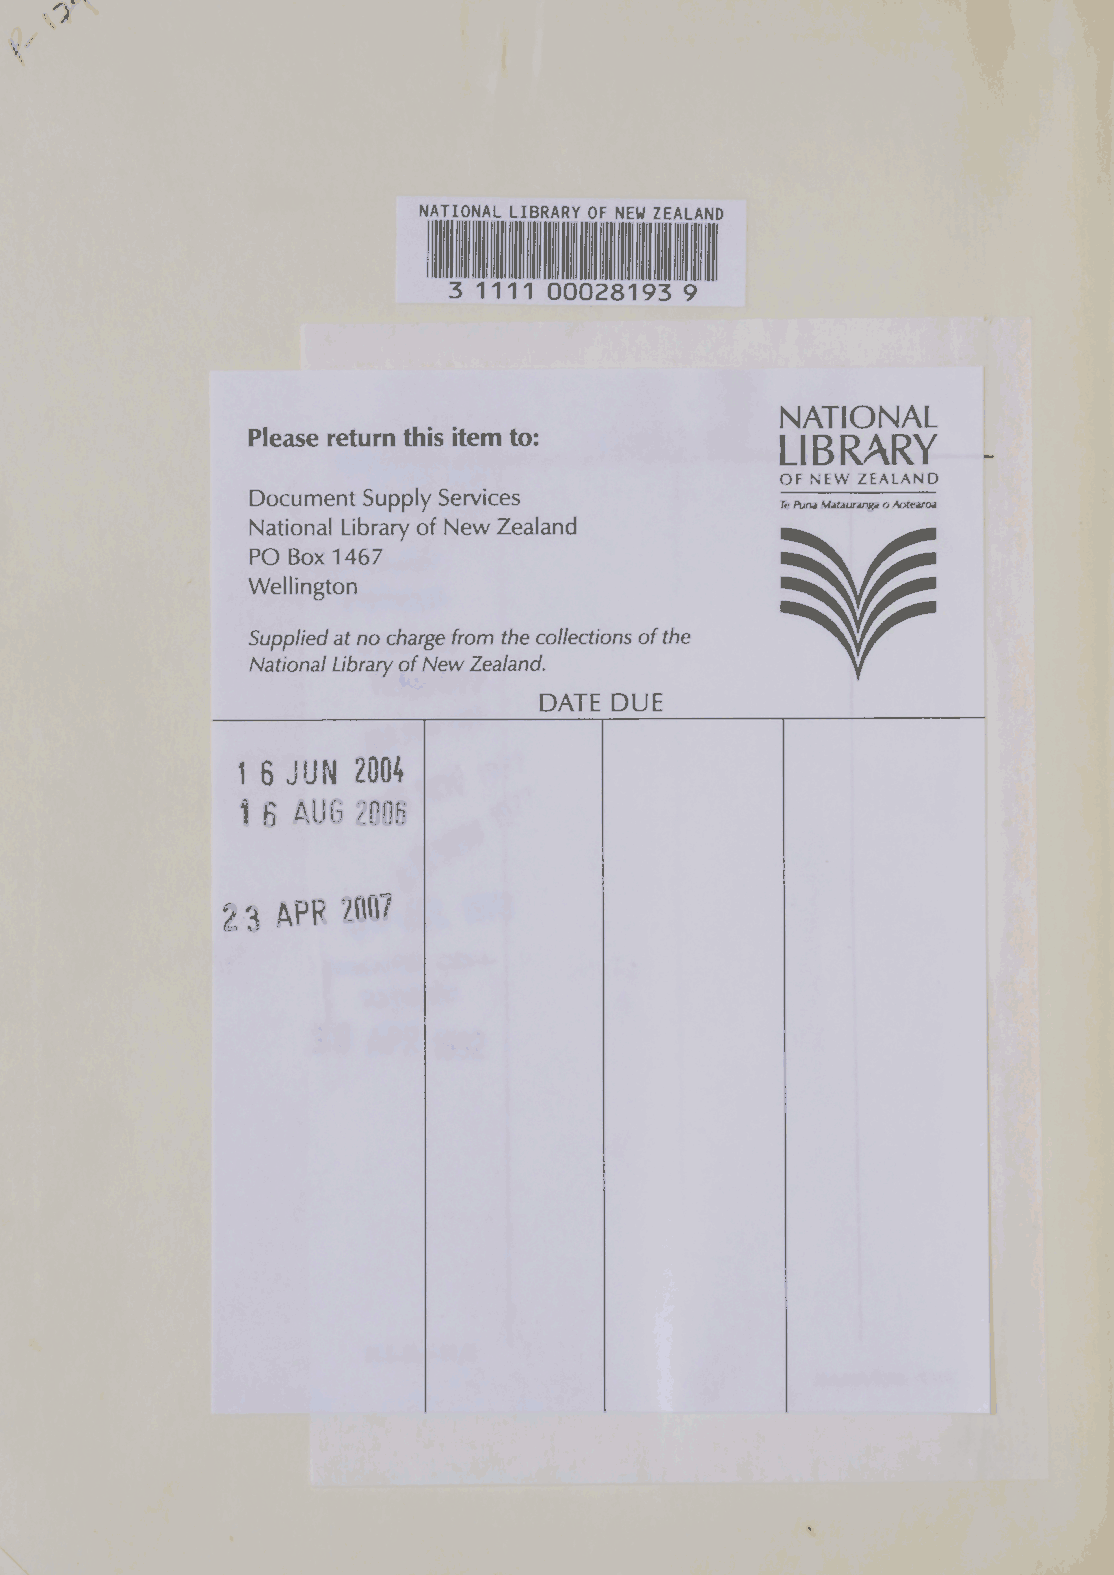 NATIONAL LIBRARY OF NEW ZEALAND
3 1111 00028193 9
Please return this item to:
Document Supply Services
National Library of New Zealand
PO Box 1467
Wellington
Supplied at no charge from the collections of the
National Library of New Zealand.
NATIONAL
LIBRARY
OF NEW ZEALAND
Te Puna Matauranga o Aotearoa
DATE DUE
16 JUN 2004
16 AUG 2006
23 APR 2007